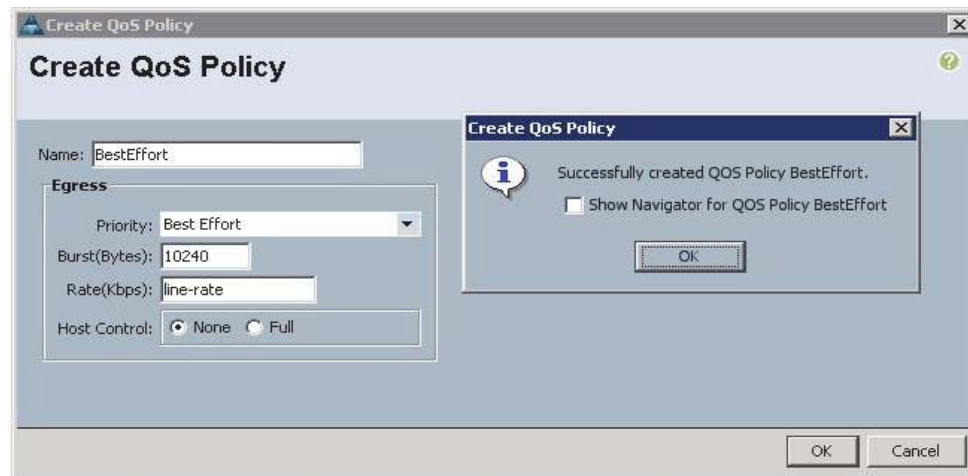 Create QoS Policy
Create QoS Policy
Name: BestEffort
Egress
Priority: Best Effort
Burst(Bytes): 10240
Rate(Kbps): line-rate
Host Control: None Full
Create QoS Policy
Successfully created QOS Policy BestEffort.
Show Navigator for QOS Policy BestEffort
OK
OK Cancel